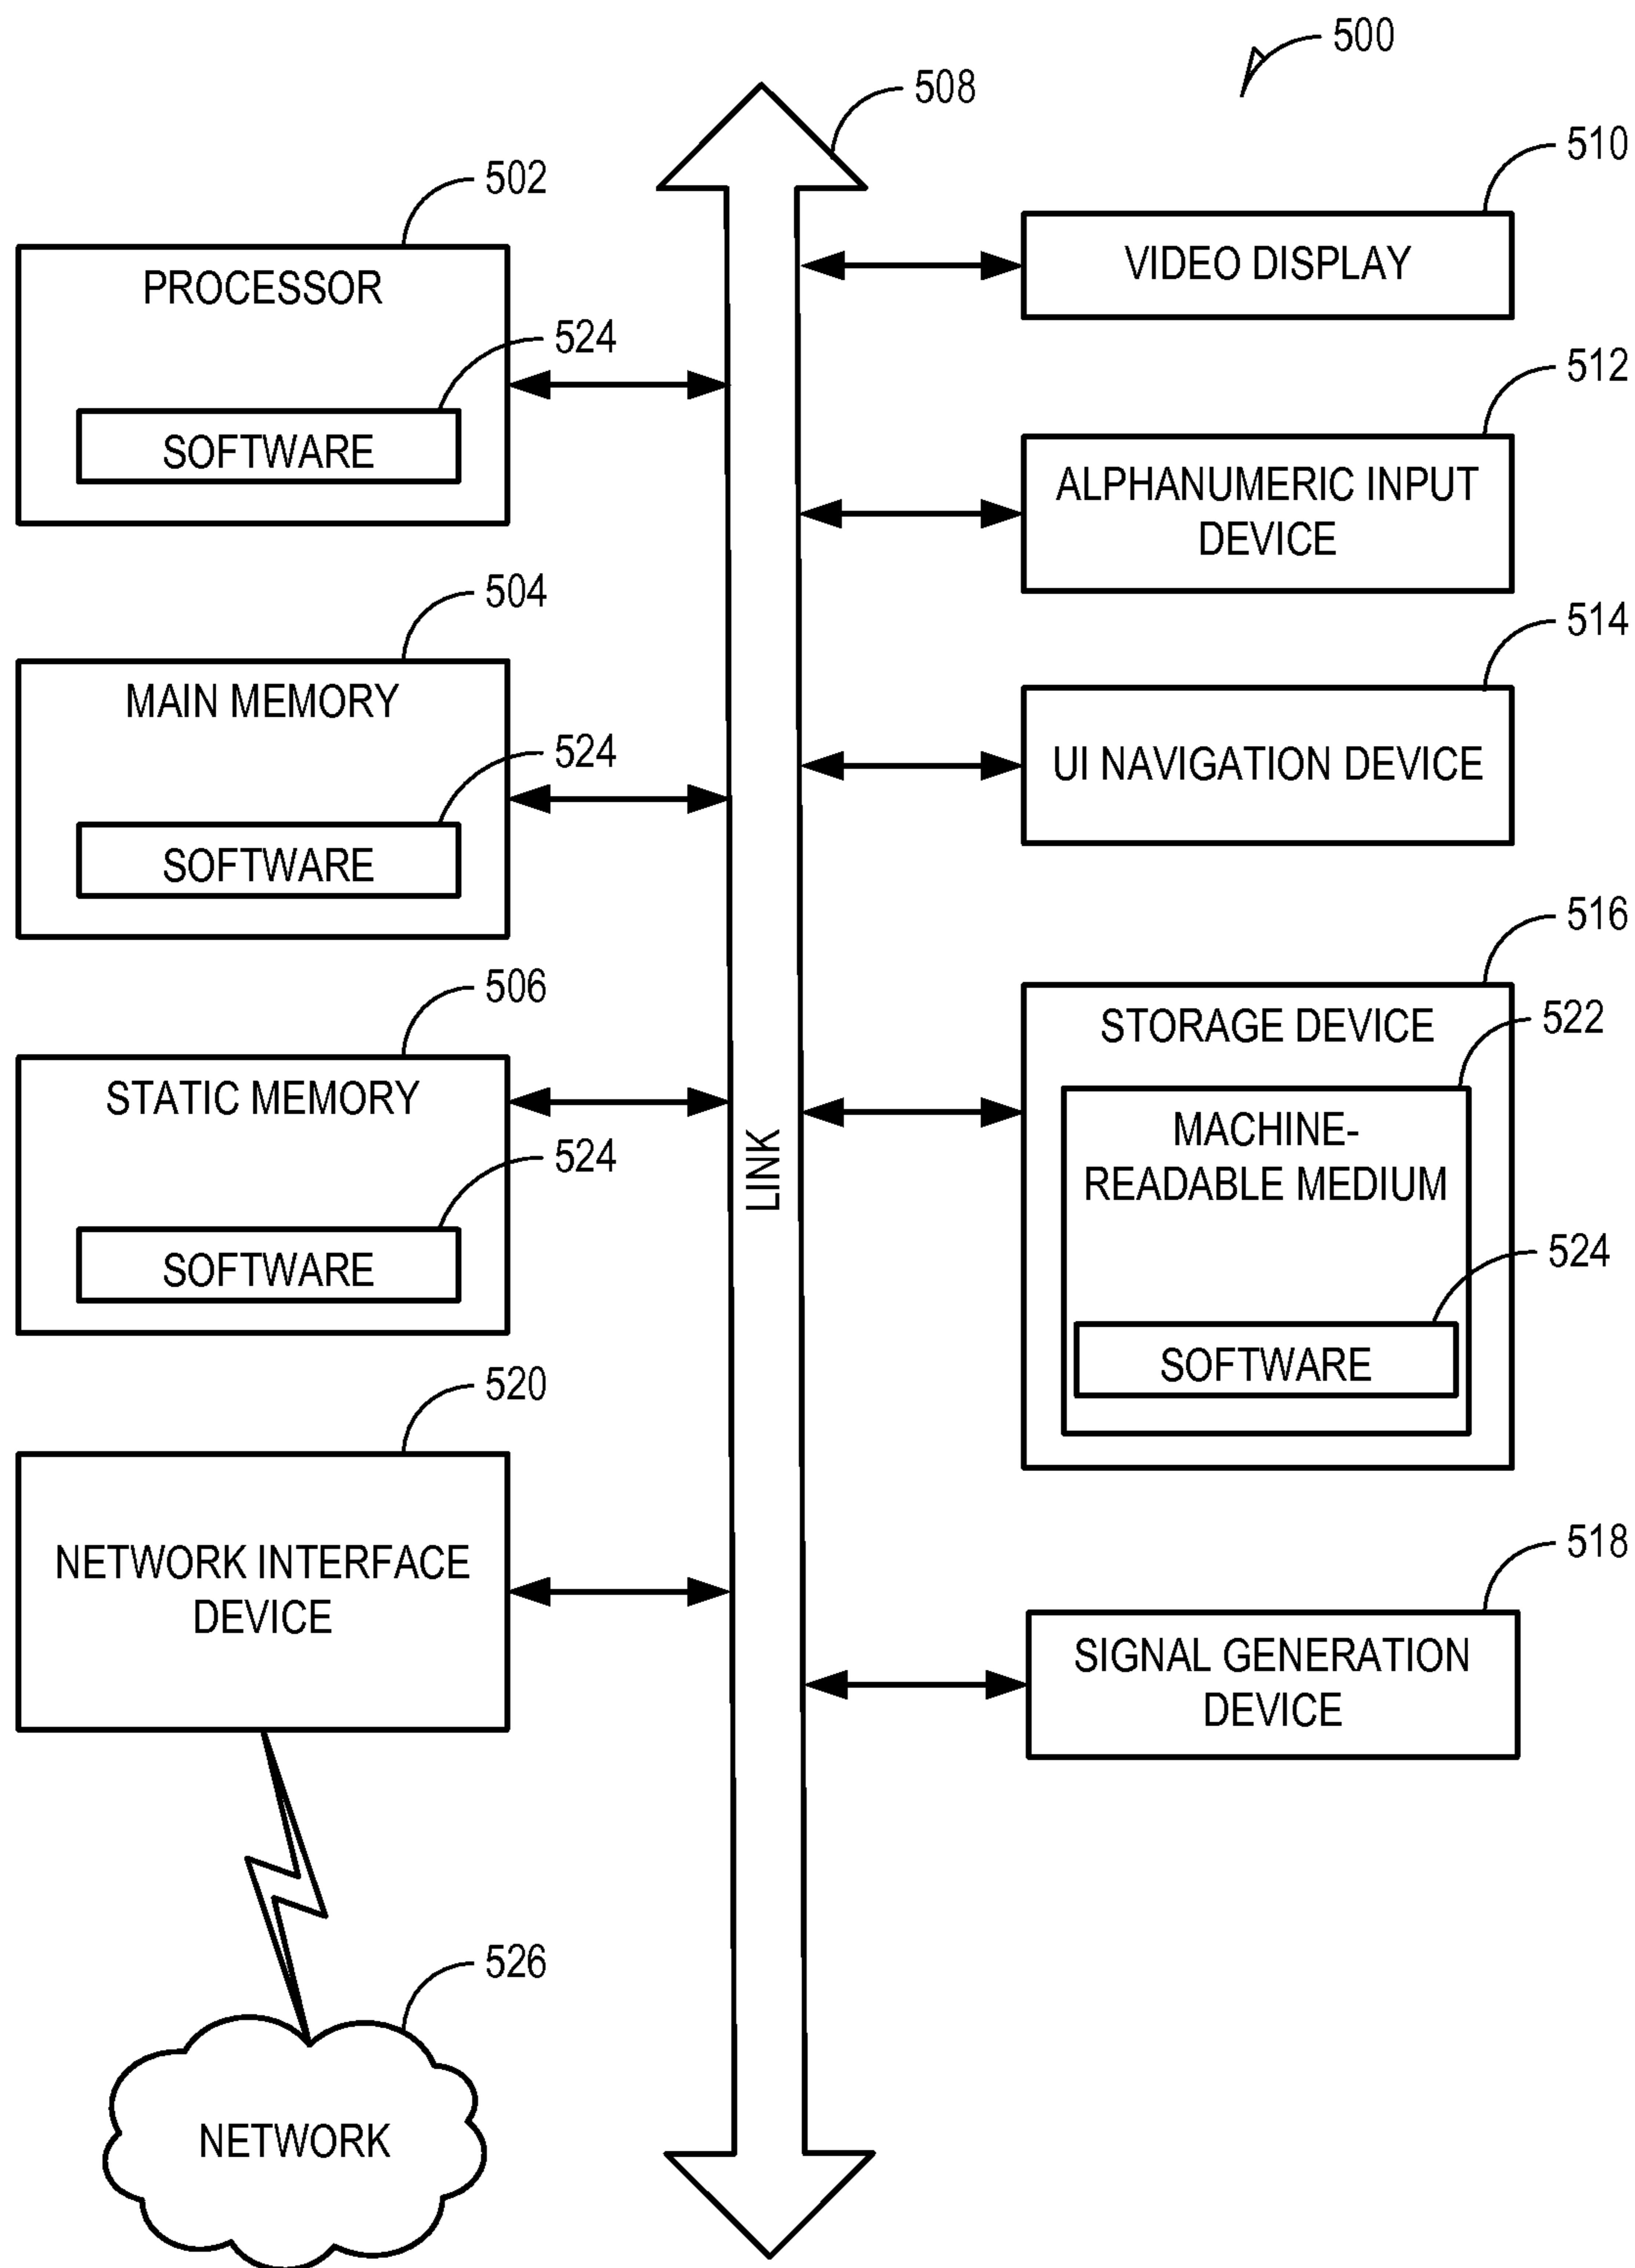 500
508
502
PROCESSOR
524
SOFTWARE
504
MAIN MEMORY
524
SOFTWARE
506
STATIC MEMORY
524
SOFTWARE
520
NETWORK INTERFACE
DEVICE
526
NETWORK
LINK
510
VIDEO DISPLAY
512
ALPHANUMERIC INPUT
DEVICE
514
UI NAVIGATION DEVICE
516
STORAGE DEVICE
522
MACHINE-
READABLE MEDIUM
524
SOFTWARE
518
SIGNAL GENERATION
DEVICE